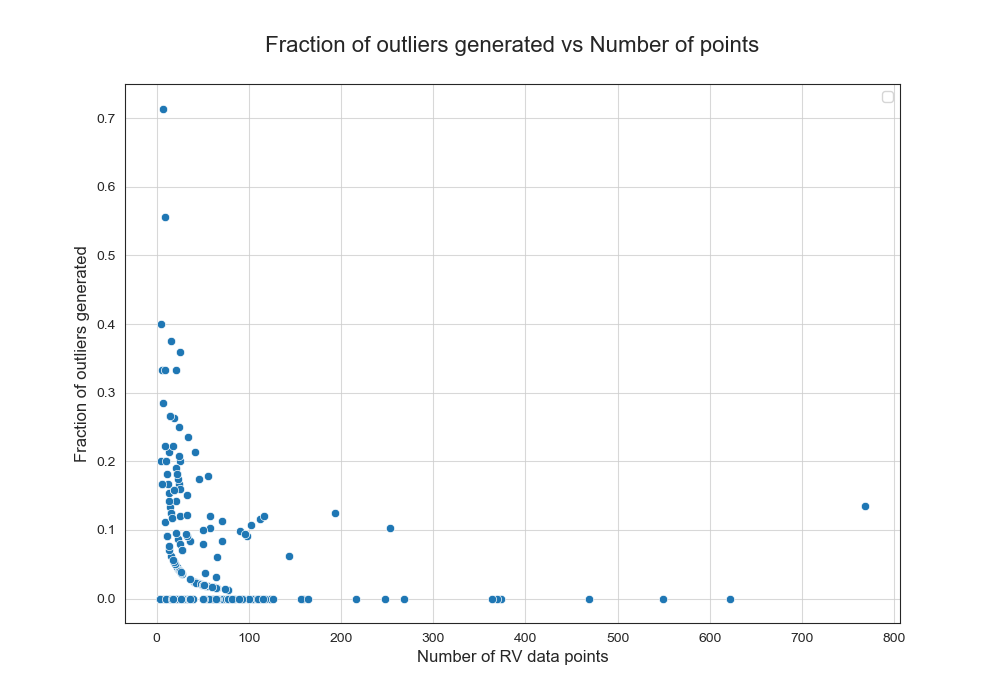 Fraction of outliers generated vs Number of points
Fraction of outliers generated
0.7
0.6
0.5
0.4
0.3
0.2
0.1
0.0
0 100 200 300 400 500 600 700 800
Number of RV data points